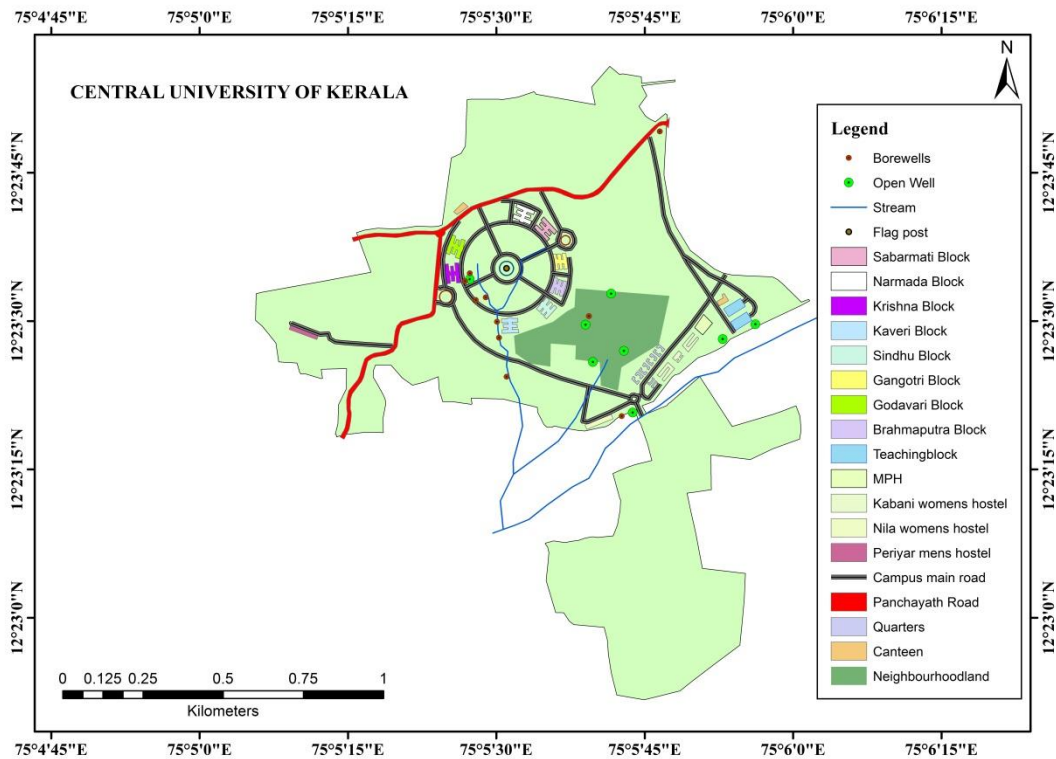 75°4'45"E 75°5'0"E 75°5'15"E 75°5'30"E 75°5'45"E 75°6'0"E 75°6'15"E
N
CENTRAL UNIVERSITY OF KERALA
12°23'45"N 12°23'45"N
12°23'30"N 12°23'30"N
12°23'15"N 12°23'15"N
12°23'0"N 12°23'0"N
Legend
Borewells
Open Well
Stream
Flag post
Sabarmati Block
Narmada Block
Krishna Block
Kaveri Block
Sindhu Block
Gangotri Block
Godavari Block
Brahmaputra Block
Teachingblock
MPH
Kabani womens hostel
Nila womens hostel
Periyar mens hostel
Campus main road
Panchayath Road
Quarters
Canteen
Neighbourhoodland
0 0.125 0.25 0.5 0.75 1
Kilometers
75°4'45"E 75°5'0"E 75°5'15"E 75°5'30"E 75°5'45"E 75°6'0"E 75°6'15"E